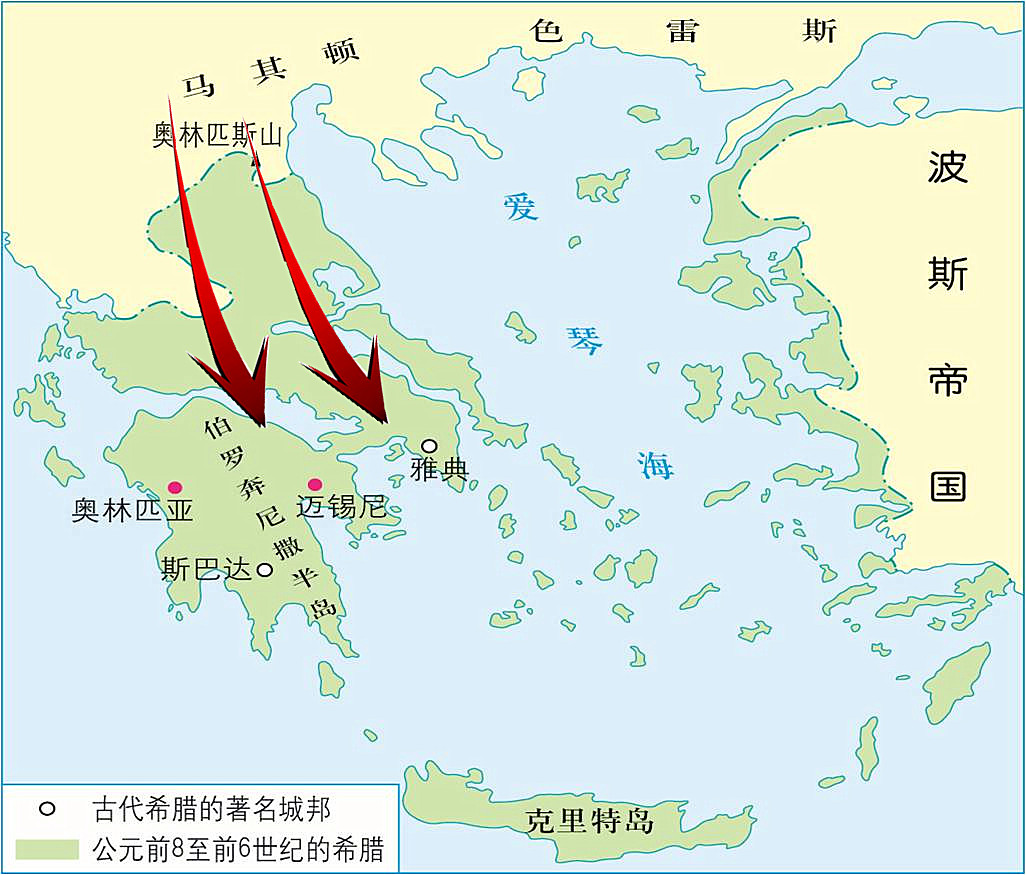 色雷斯
马其顿
奥林匹斯山
波斯帝国
爱琴海
伯罗奔尼撒半岛
雅典
奥林匹亚
迈锡尼
斯巴达
克里特岛
古代希腊的著名城邦
公元前8至前6世纪的希腊